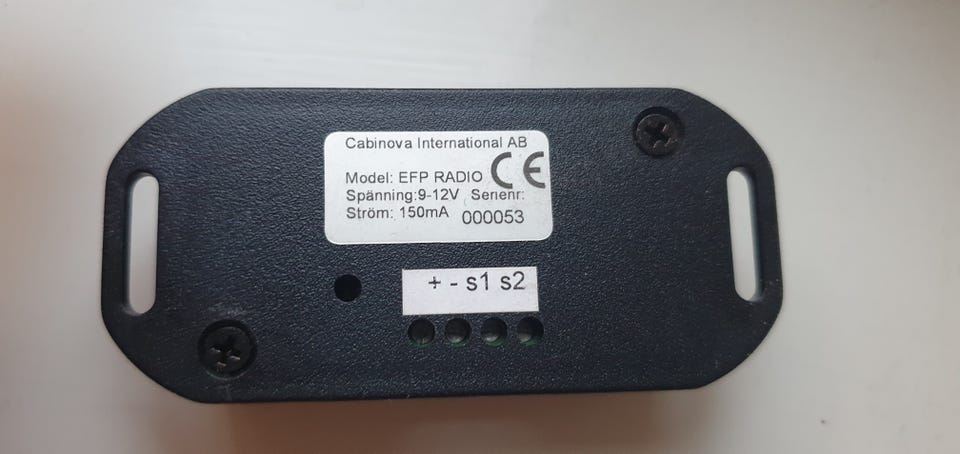 Cabinova International AB
Model: EFP RADIO CE
Spänning:9-12V Serienr:
Ström: 150mA 000053
+ - s1 s2